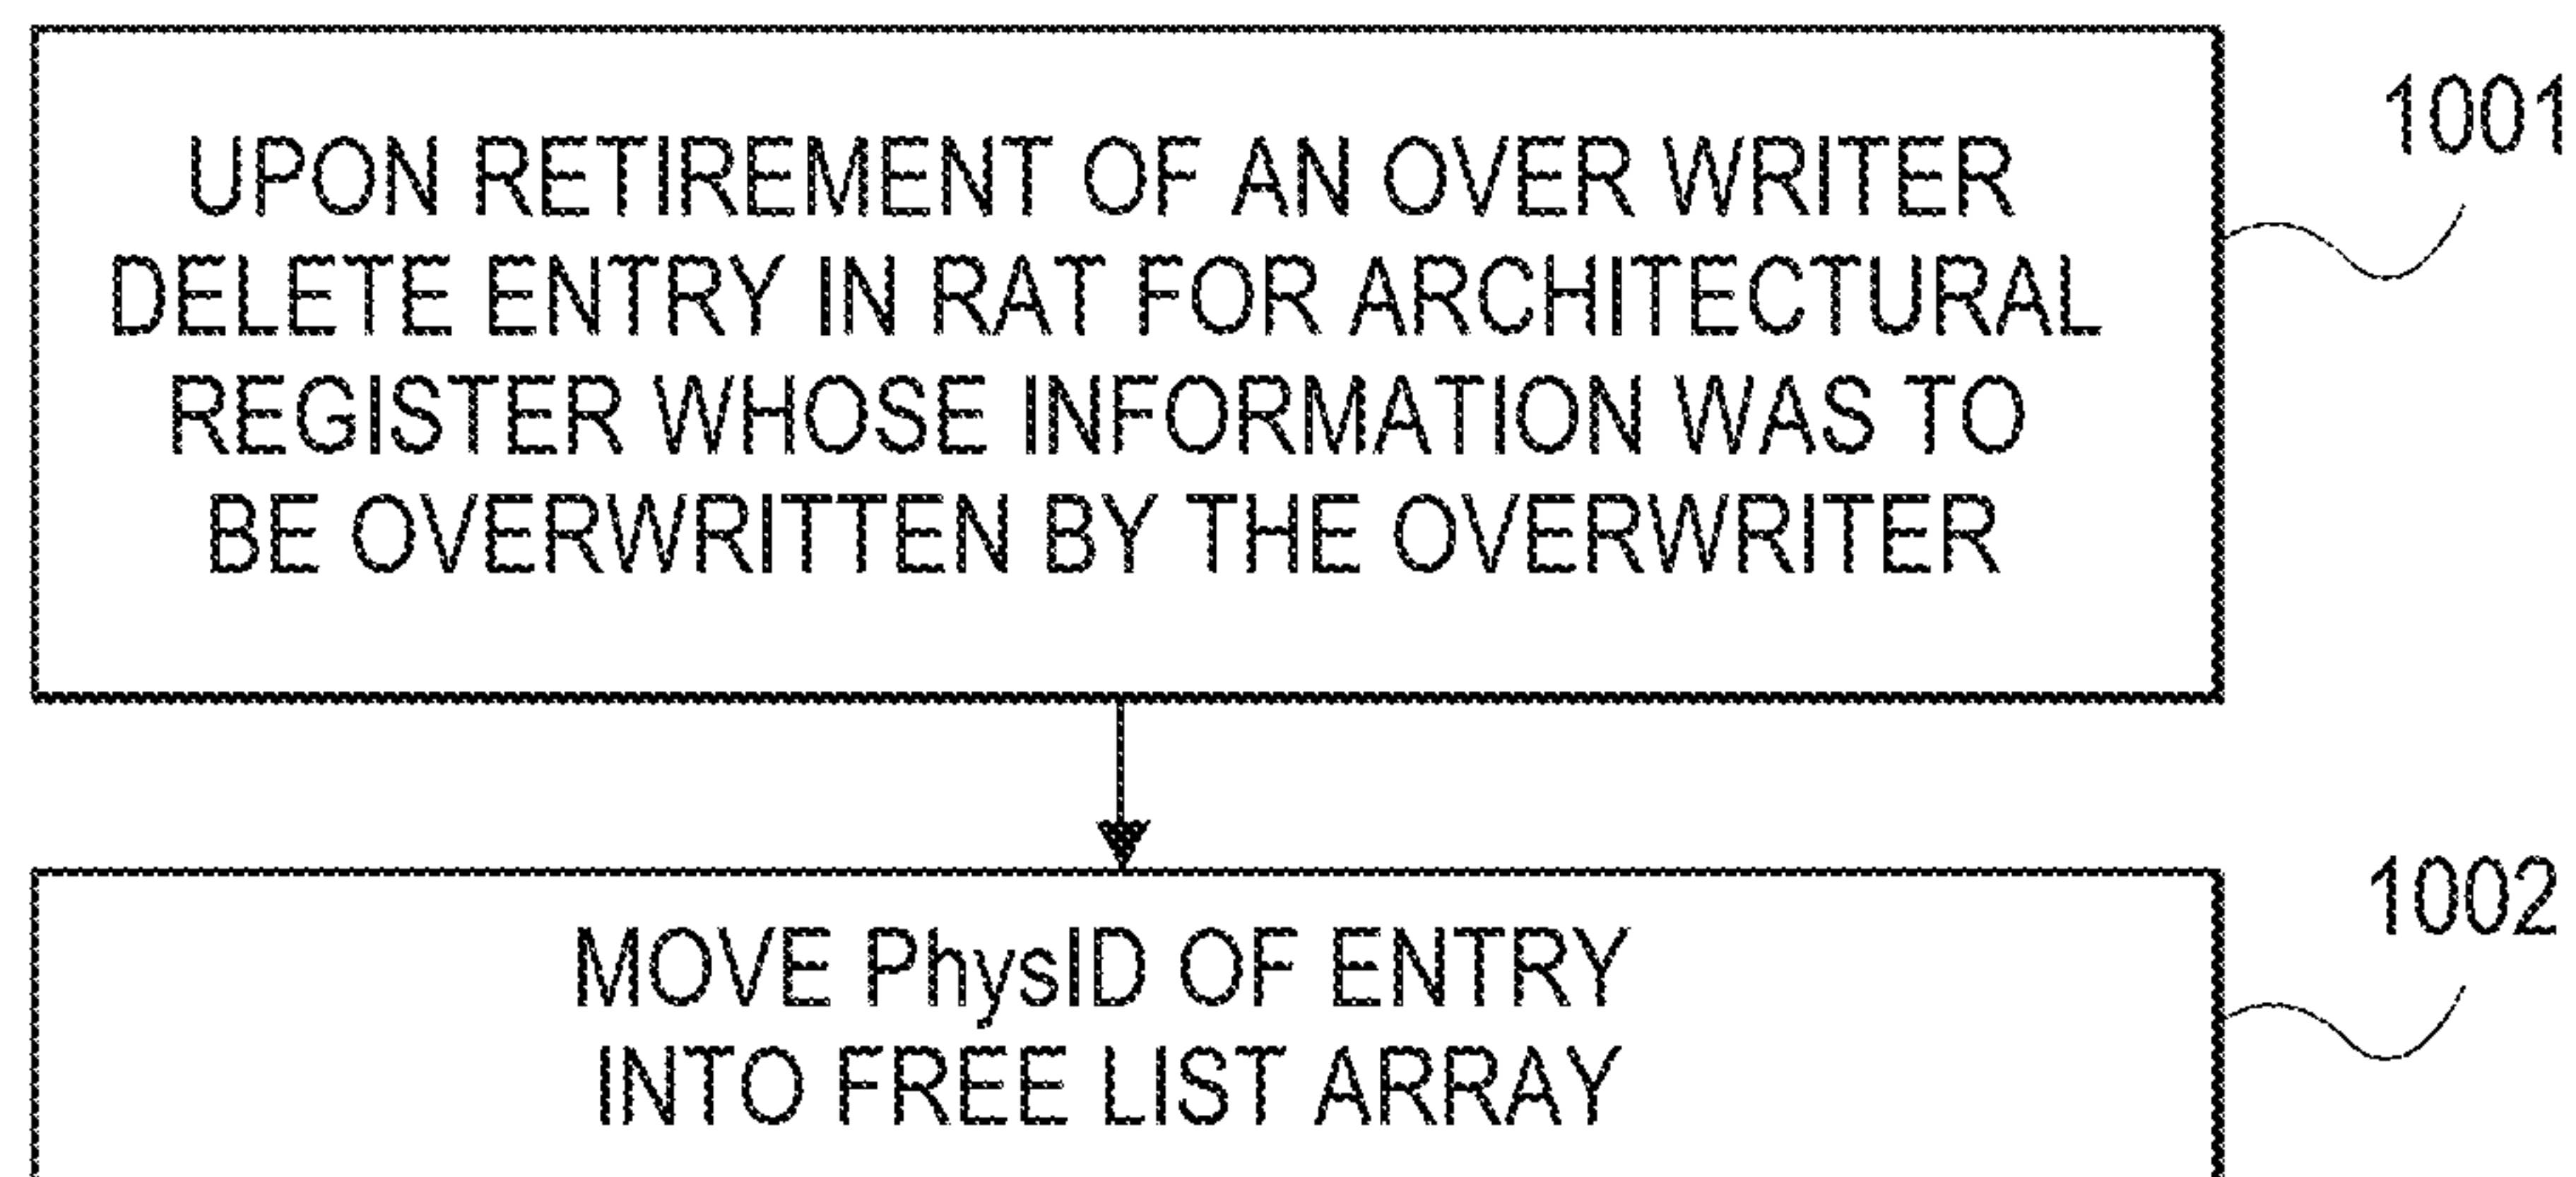 UPON RETIREMENT OF AN OVER WRITER
DELETE ENTRY IN RAT FOR ARCHITECTURAL
REGISTER WHOSE INFORMATION WAS TO
BE OVERWRITTEN BY THE OVERWRITER
1001
MOVE PhysID OF ENTRY
INTO FREE LIST ARRAY
1002